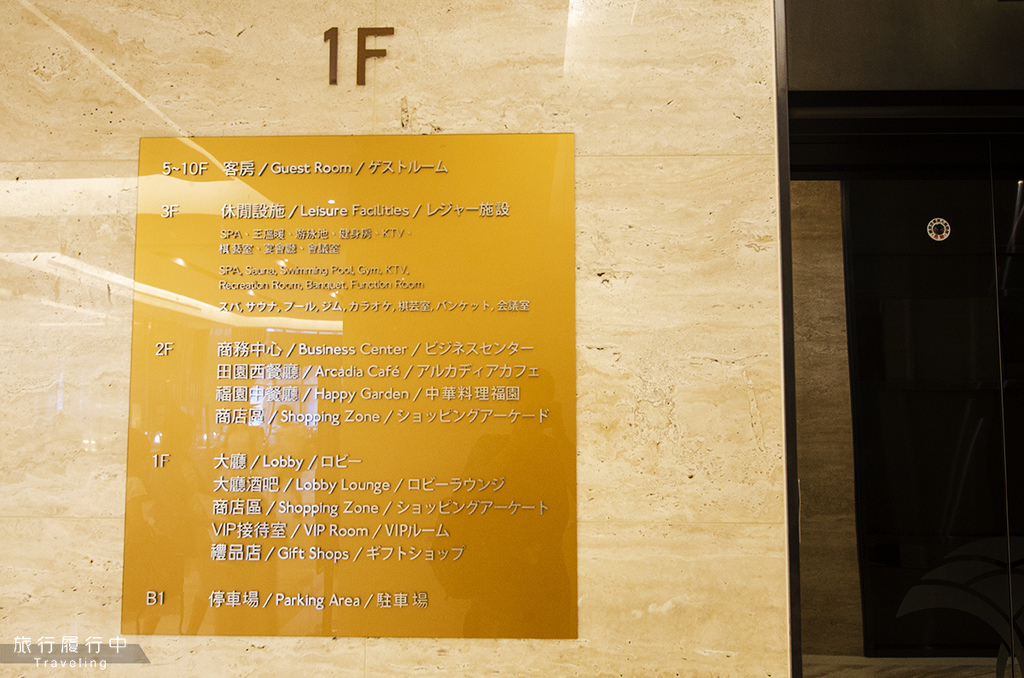 1F
5~10F 客房 / Guest Room / ゲストルーム
3F 休閒設施 / Leisure Facilities / レジャー施設
SPA、三溫暖、游泳池、健身房、KTV、
棋藝室、宴會廳、會議室
SPA, Sauna, Swimming Pool, Gym, KTV,
Recreation Room, Banquet, Function Room
スパ, サウナ, プール, ジム, カラオケ, 棋芸室, バンケット, 会議室
2F 商務中心 / Business Center / ビジネスセンター
田園西餐廳 / Arcadia Café / アルカディアカフェ
福園中餐廳 / Happy Garden / 中華料理福園
商店區 / Shopping Zone / ショッピングアーケード
1F 大廳 / Lobby / ロビー
大廳酒吧 / Lobby Lounge / ロビーラウンジ
商店區 / Shopping Zone / ショッピングアーケート
VIP接待室 / VIP Room / VIPルーム
禮品店 / Gift Shops / ギフトショップ
B1 停車場 / Parking Area / 駐車場
旅行履行中
Traveling